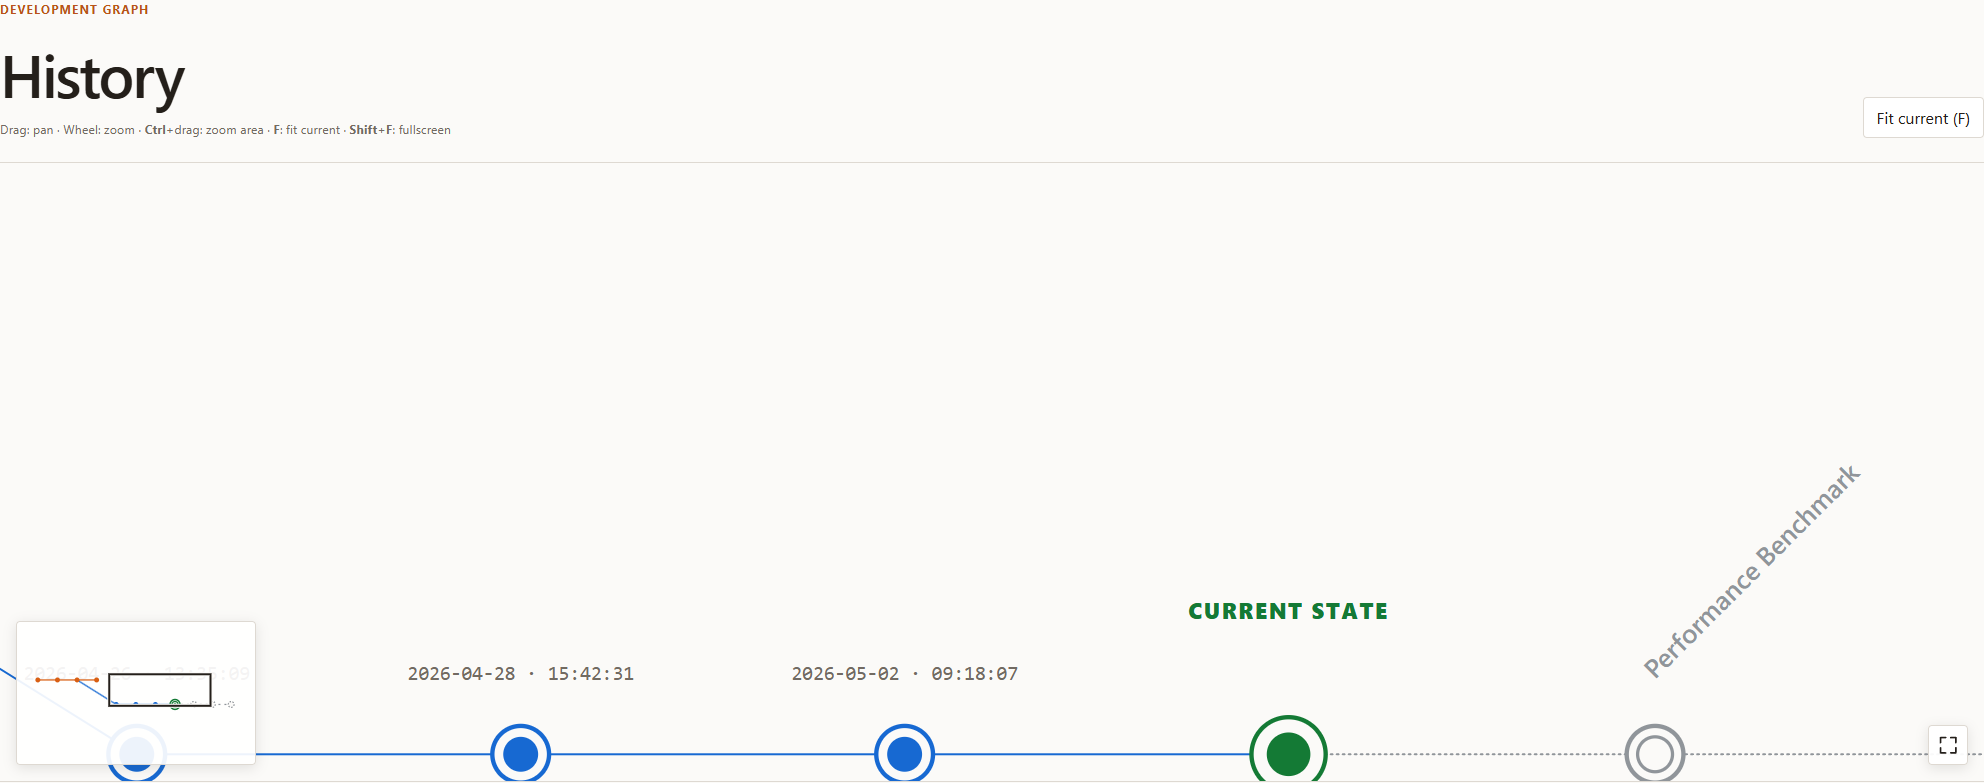 DEVELOPMENT GRAPH
History
Drag: pan · Wheel: zoom · Ctrl+drag: zoom area · F: fit current · Shift+F: fullscreen
Fit current (F)
Performance Benchmark
CURRENT STATE
2026-04-28 · 15:42:31
2026-05-02 · 09:18:07